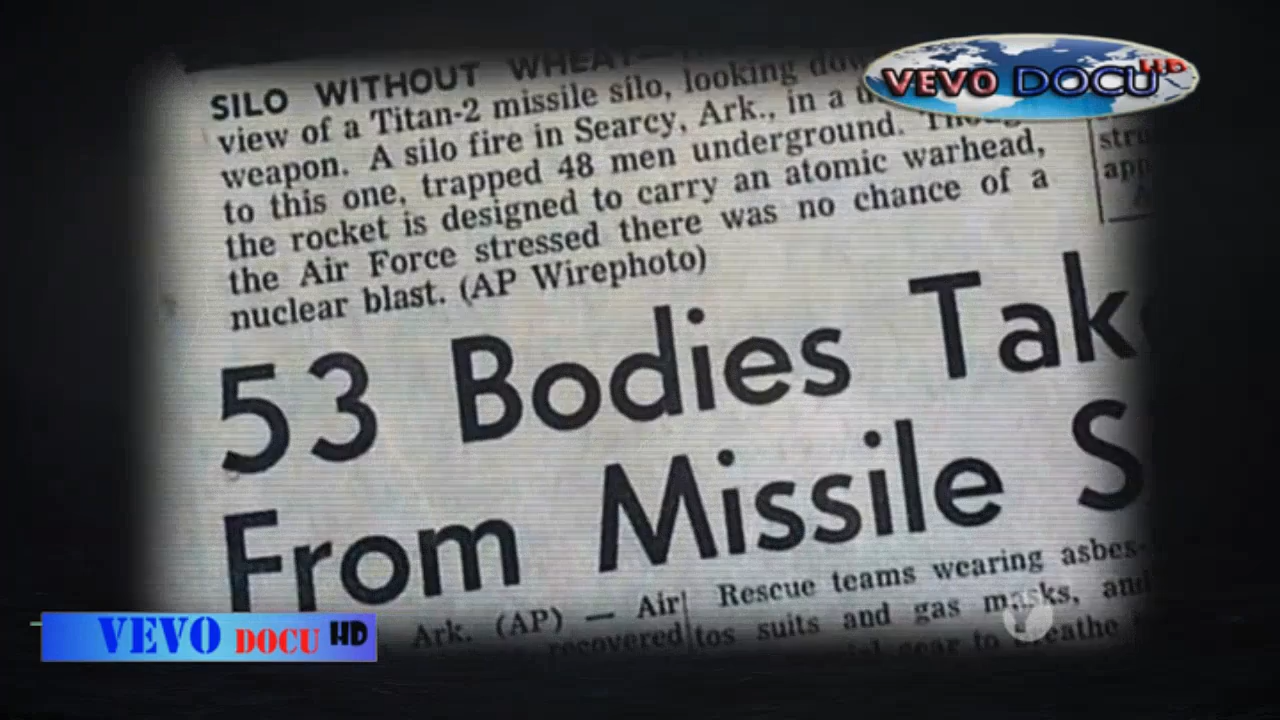 SILO WITHOUT WHEAT
view of a Titan-2 missile silo, looking
weapon. A silo fire in Searcy, Ark., in a
to this one, trapped 48 men underground.
the rocket is designed to carry an atomic warhead,
the Air Force stressed there was no chance of a
nuclear blast. (AP Wirephoto)
53 Bodies
From Missile
Ark. (AP) — Air
recovered
Rescue teams wearing asbes-
tos suits and gas masks,
VEVO DOCU HD
VEVO DOCU HD